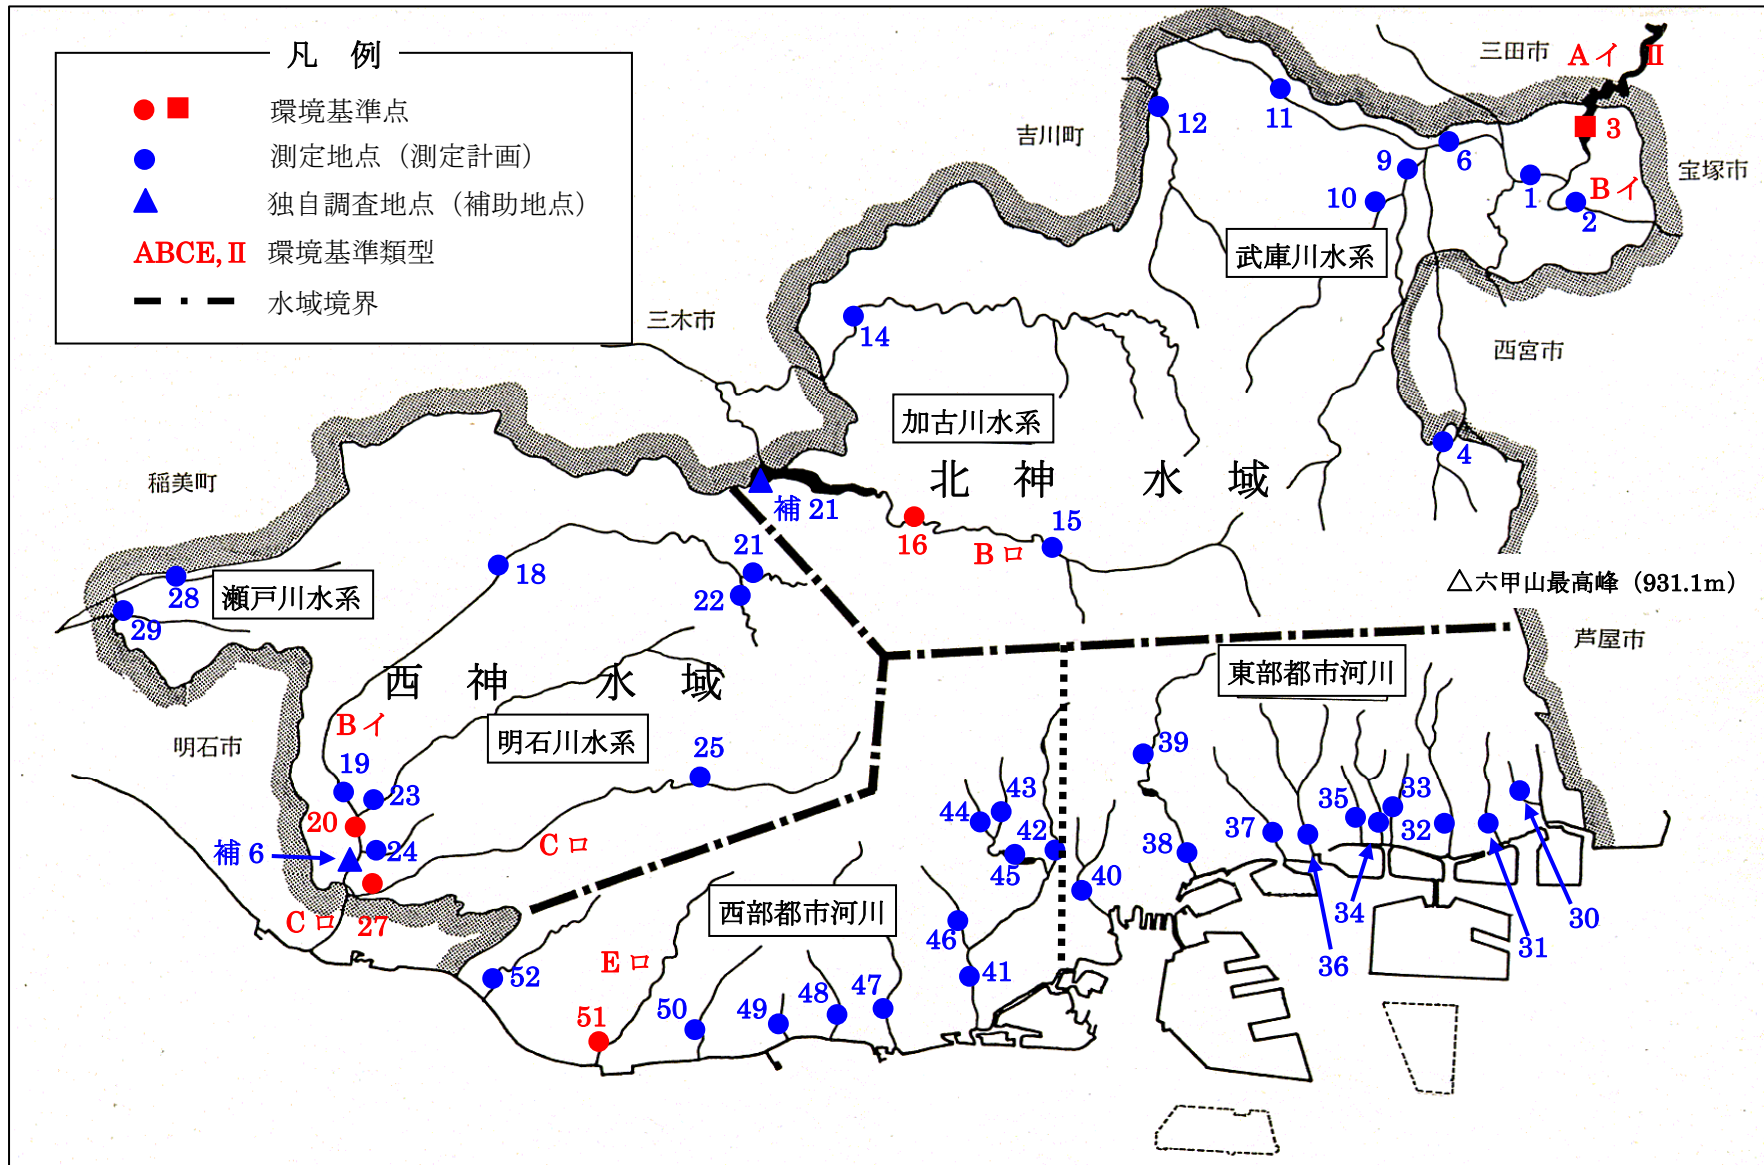 凡 例
環境基準点
測定地点（測定計画）
独自調査地点（補助地点）
ABCE, Ⅱ 環境基準類型
水域境界
三田市
Aイ Ⅱ
3
宝塚市
Bイ
吉川町
12
11
6
9
10
1
2
武庫川水系
三木市
14
西宮市
加古川水系
4
北 神 水 域
稲美町
補 21
16
Bロ
15
21
22
18
28
29
瀬戸川水系
△六甲山最高峰（931.1m）
芦屋市
西 神 水 域
東部都市河川
Bイ
明石川水系
明石市
25
39
19
23
20
補 6
24
27
Cロ
Cロ
43
44
42
45
40
38
37
35
33
32
34
36
31
30
西部都市河川
46
41
Eロ
52
51
50
49
48
47